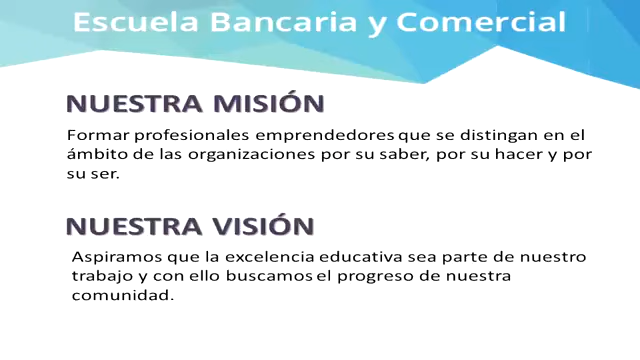 Escuela Bancaria y Comercial
NUESTRA MISIÓN
Formar profesionales emprendedores que se distingan en el
ámbito de las organizaciones por su saber, por su hacer y por
su ser.
NUESTRA VISIÓN
Aspiramos que la excelencia educativa sea parte de nuestro
trabajo y con ello buscamos el progreso de nuestra
comunidad.